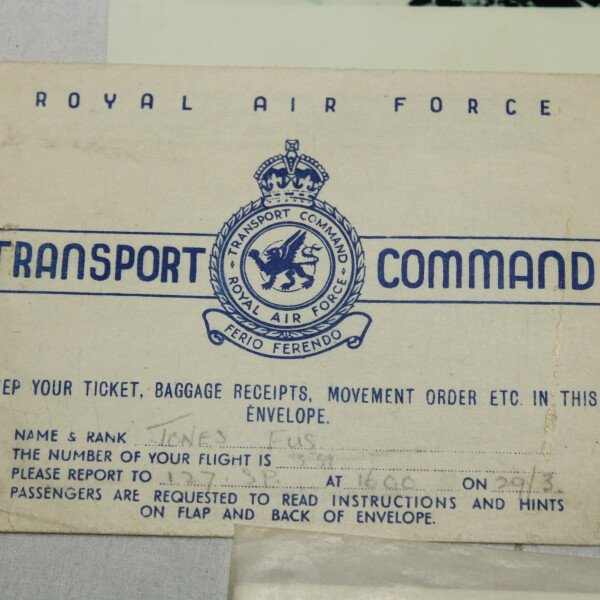 ROYAL AIR FORCE
TRANSPORT COMMAND
TRANSPORT COMMAND
ROYAL AIR FORCE
FERIO FERENDO
EP YOUR TICKET, BAGGAGE RECEIPTS, MOVEMENT ORDER ETC. IN THIS
ENVELOPE.
NAME & RANK JONES FUS
THE NUMBER OF YOUR FLIGHT IS
PLEASE REPORT TO 127. SP. AT 1600 ON 29/3.
PASSENGERS ARE REQUESTED TO READ INSTRUCTIONS AND HINTS
ON FLAP AND BACK OF ENVELOPE.